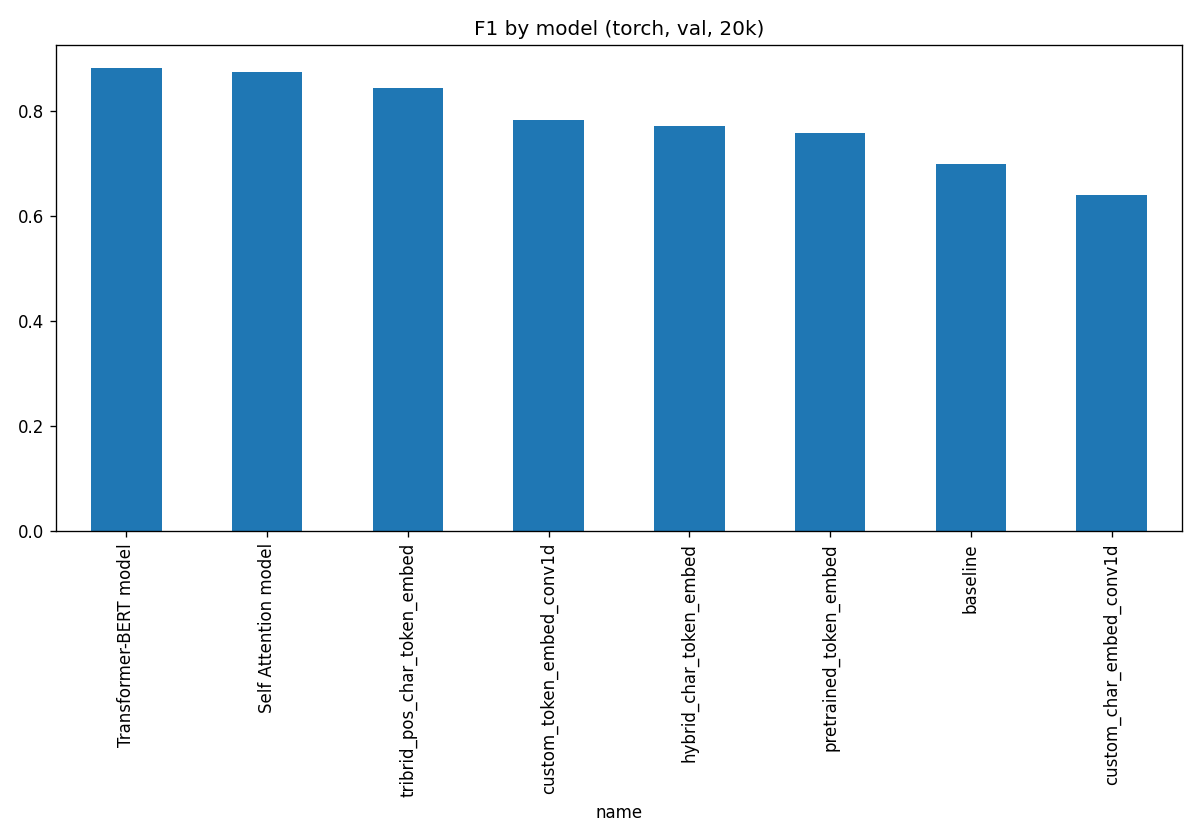 F1 by model (torch, val, 20k)
0.8
0.6
0.4
0.2
0.0
Transformer-BERT model
Self Attention model
tribrid_pos_char_token_embed
custom_token_embed_conv1d
hybrid_char_token_embed
pretrained_token_embed
baseline
custom_char_embed_conv1d
name